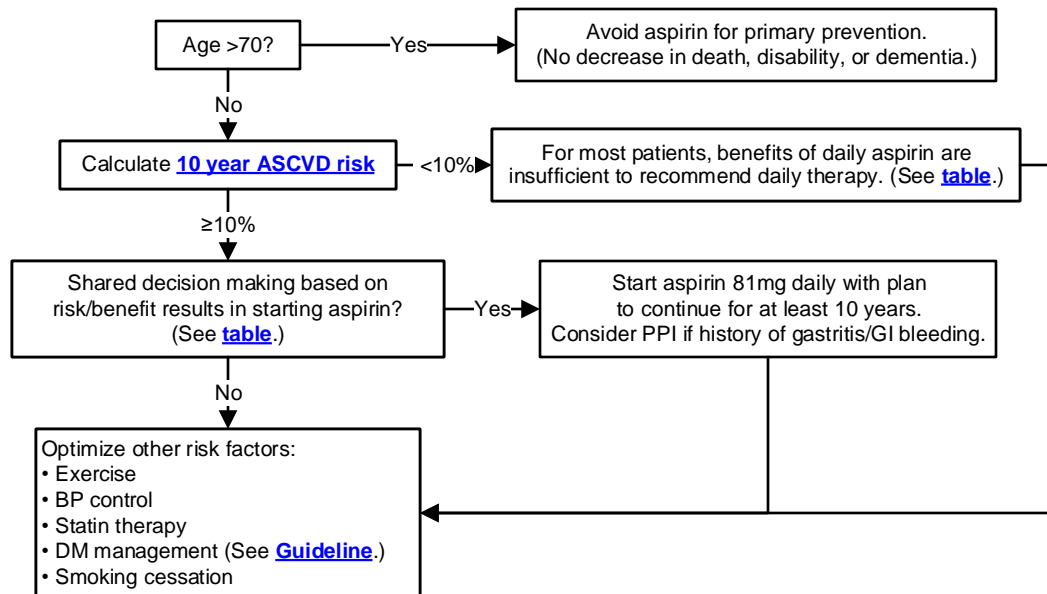 Age >70?
Yes
Avoid aspirin for primary prevention.
(No decrease in death, disability, or dementia.)
No
Calculate 10 year ASCVD risk
<10%
For most patients, benefits of daily aspirin are
insufficient to recommend daily therapy. (See table.)
≥10%
Shared decision making based on
risk/benefit results in starting aspirin?
(See table.)
Yes
Start aspirin 81mg daily with plan
to continue for at least 10 years.
Consider PPI if history of gastritis/GI bleeding.
No
Optimize other risk factors:
• Exercise
• BP control
• Statin therapy
• DM management (See Guideline.)
• Smoking cessation